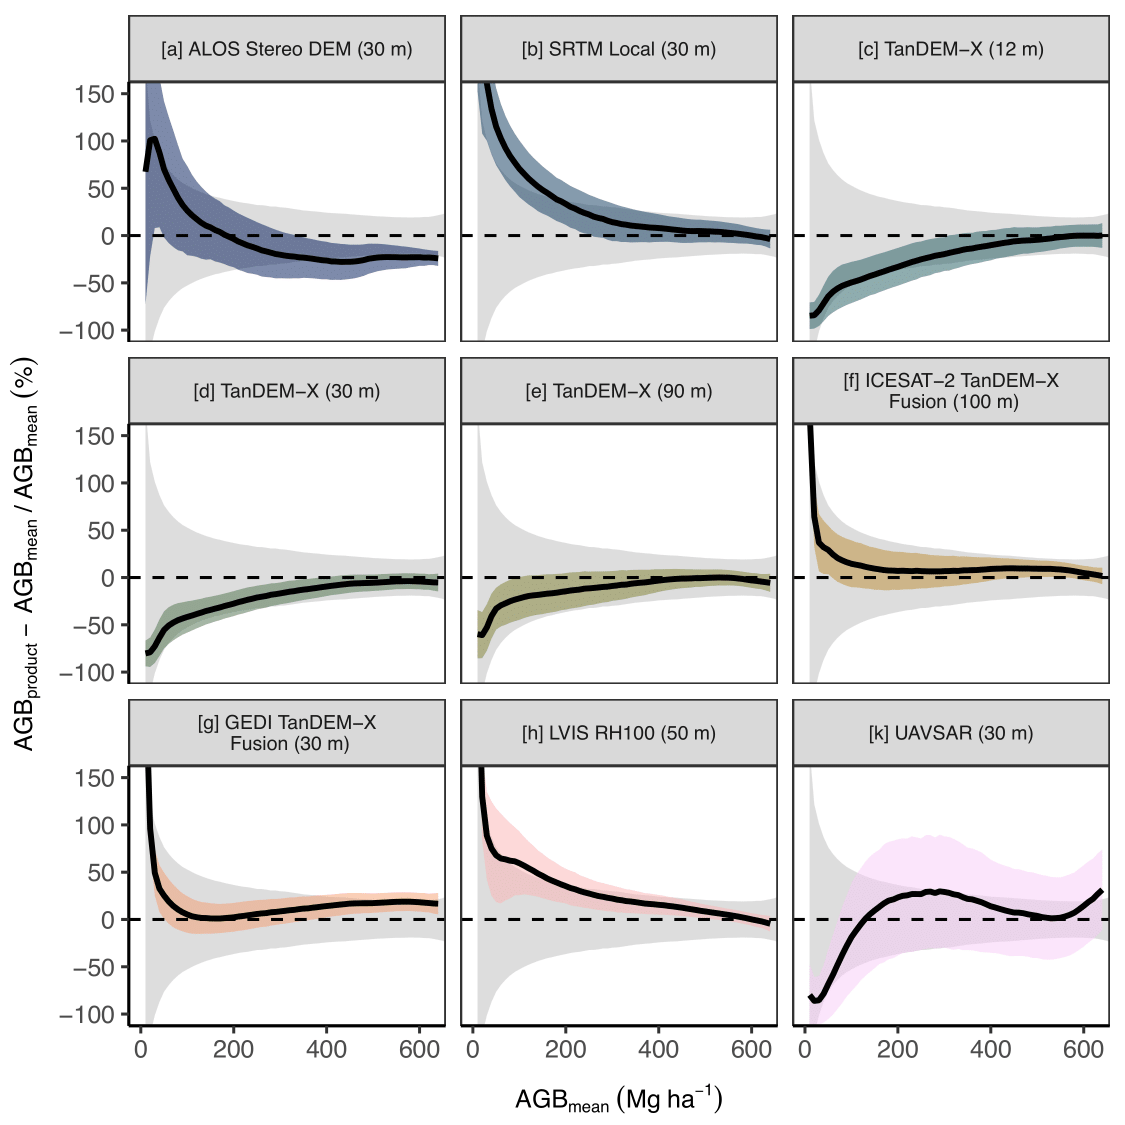 [a] ALOS Stereo DEM (30 m)
[b] SRTM Local (30 m)
[c] TanDEM−X (12 m)
150
100
50
0
−50
−100
[d] TanDEM−X (30 m)
[e] TanDEM−X (90 m)
[f] ICESAT−2 TanDEM−X
Fusion (100 m)
150
100
50
0
−50
−100
[g] GEDI TanDEM−X
Fusion (30 m)
[h] LVIS RH100 (50 m)
[k] UAVSAR (30 m)
150
100
50
0
−50
−100
0 200 400 600
0 200 400 600
0 200 400 600
AGBproduct − AGBmean / AGBmean (%)
AGBmean (Mg ha−1)